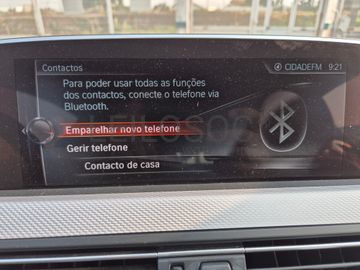 Contactos
CIDADEFM 9:21
Para poder usar todas as funções
dos contactos, conecte o telefone via
Bluetooth.
Emparelhar novo telefone
Gerir telefone
Contacto de casa